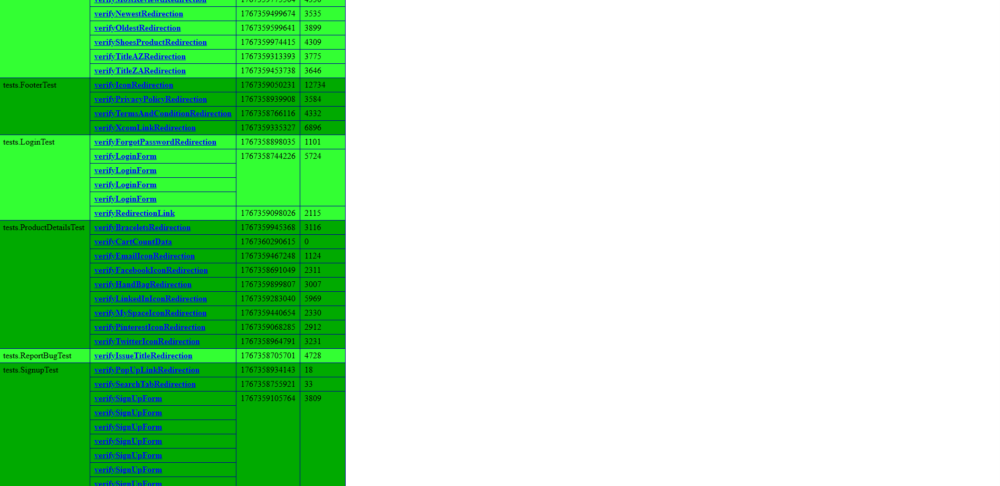 verifyMostReviewdRedirection 1767359775504 4530
verifyNewestRedirection 1767359499674 3535
verifyOldestRedirection 1767359599641 3899
verifyShoesProductRedirection 1767359974415 4309
verifyTitleAZRedirection 1767359313393 3775
verifyTitleZARedirection 1767359453738 3646
tests.FooterTest verifyIconRedirection 1767359050231 12734
verifyPrivacyPolicyRedirection 1767358939908 3584
verifyTermsAndConditionRedirection 1767358766116 4332
verifyXcomLinkRedirection 1767359335327 6896
tests.LoginTest verifyForgotPasswordRedirection 1767358898035 1101
verifyLoginForm 1767358744226 5724
verifyLoginForm
verifyLoginForm
verifyLoginForm
verifyRedirectionLink 1767359098026 2115
tests.ProductDetailsTest verifyBraceletsRedirection 1767359945368 3116
verifyCartCountData 1767360290615 0
verifyEmailIconRedirection 1767359467248 1124
verifyFacebookIconRedirection 1767358691049 2311
verifyHandBagRedirection 1767359899807 3007
verifyLinkedInIconRedirection 1767359283040 5969
verifyMySpaceIconRedirection 1767359440654 2330
verifyPinterestIconRedirection 1767359068285 2912
verifyTwitterIconRedirection 1767358964791 3231
tests.ReportBugTest verifyIssueTitleRedirection 1767358705701 4728
tests.SignupTest verifyPopUpLinkRedirection 1767358934143 18
verifySearchTabRedirection 1767358755921 33
verifySignUpForm 1767359105764 3809
verifySignUpForm
verifySignUpForm
verifySignUpForm
verifySignUpForm
verifySignUpForm
verifySignUpForm